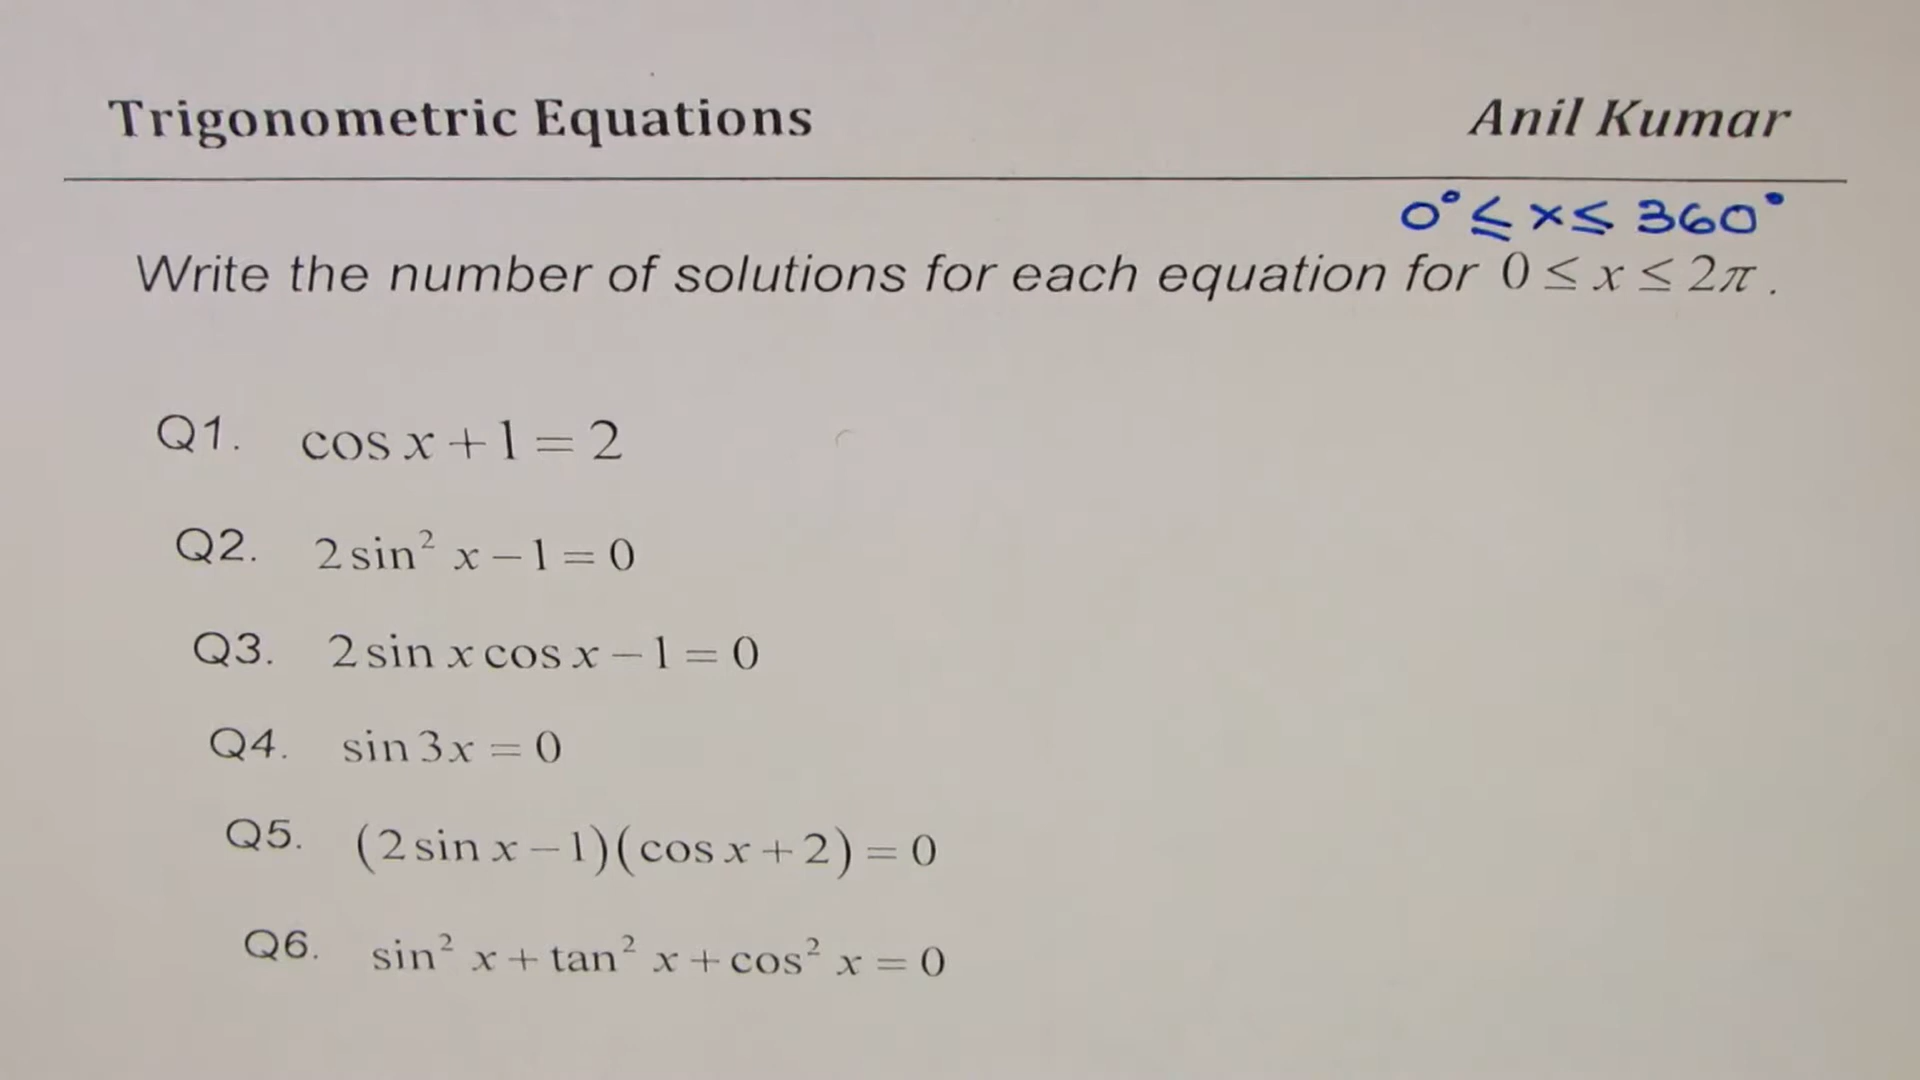 Trigonometric Equations Anil Kumar
0° ≤ x ≤ 360°
Write the number of solutions for each equation for 0 ≤ x ≤ 2π .
Q1. cos x + 1 = 2
Q2. 2 sin² x − 1 = 0
Q3. 2 sin x cos x − 1 = 0
Q4. sin 3x = 0
Q5. (2 sin x − 1)(cos x + 2) = 0
Q6. sin² x + tan² x + cos² x = 0